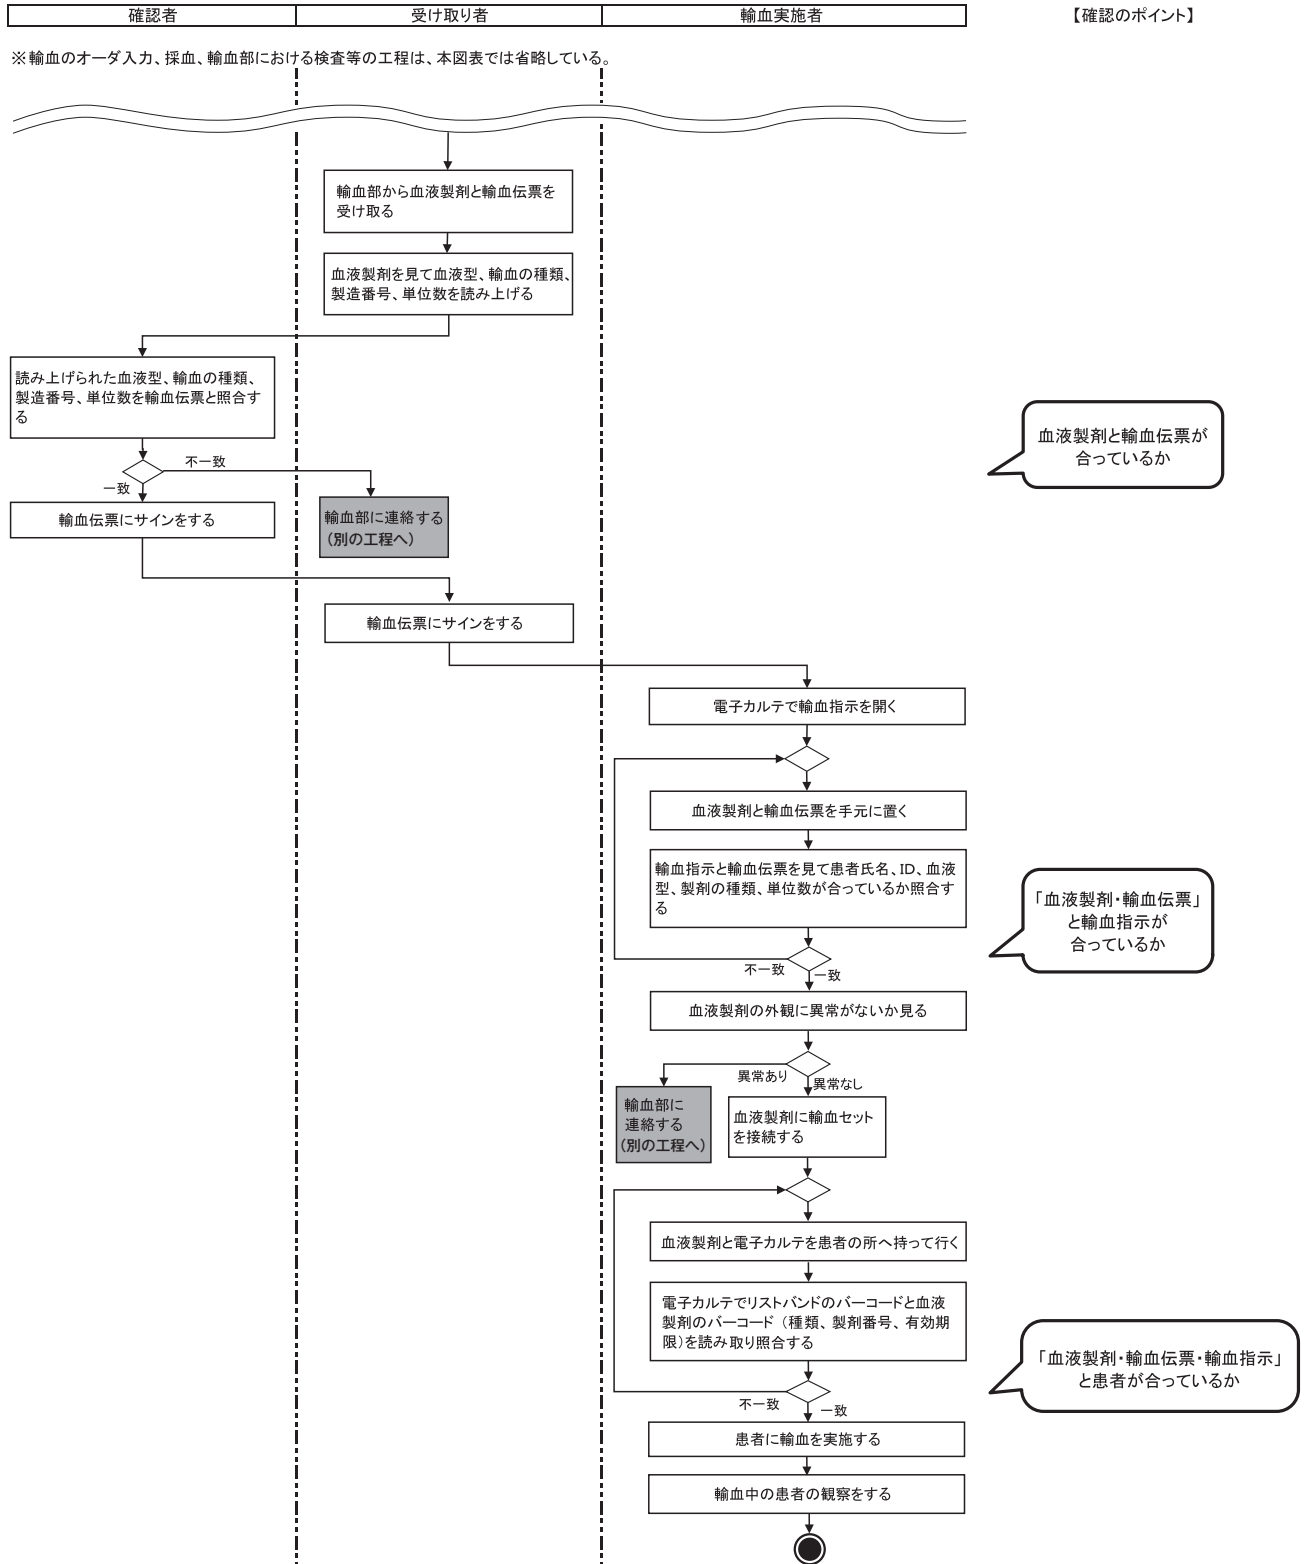 確認者
受け取り者
輸血実施者
【確認のポイント】
※輸血のオーダ入力、採血、輸血部における検査等の工程は、本図表では省略している。
輸血部から血液製剤と輸血伝票を
受け取る
血液製剤を見て血液型、輸血の種類、
製造番号、単位数を読み上げる
読み上げられた血液型、輸血の種類、
製造番号、単位数を輸血伝票と照合す
る
血液製剤と輸血伝票が
合っているか
不一致
一致
輸血伝票にサインをする
輸血部に連絡する
（別の工程へ）
輸血伝票にサインをする
電子カルテで輸血指示を開く
血液製剤と輸血伝票を手元に置く
輸血指示と輸血伝票を見て患者氏名、ID、血液
型、製剤の種類、単位数が合っているか照合す
る
「血液製剤・輸血伝票」
と輸血指示が
合っているか
不一致
一致
血液製剤の外観に異常がないか見る
異常あり
異常なし
輸血部に
連絡する
（別の工程へ）
血液製剤に輸血セット
を接続する
血液製剤と電子カルテを患者の所へ持って行く
電子カルテでリストバンドのバーコードと血液
製剤のバーコード（種類、製剤番号、有効期
限）を読み取り照合する
「血液製剤・輸血伝票・輸血指示」
と患者が合っているか
不一致
一致
患者に輸血を実施する
輸血中の患者の観察をする